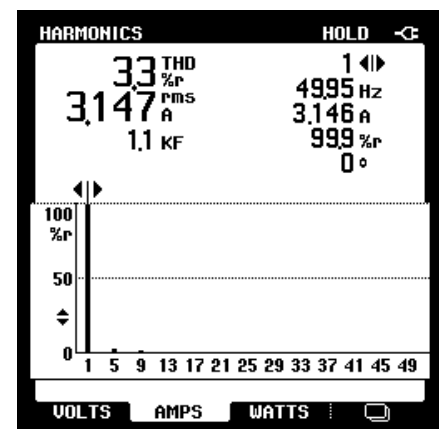 HARMONICS HOLD
3.3 THD %r
3.147 rms A
1.1 KF
1
49.95 Hz
3.146 A
99.9 %r
0 °
100
%r
50
0
1 5 9 13 17 21 25 29 33 37 41 45 49
VOLTS AMPS WATTS